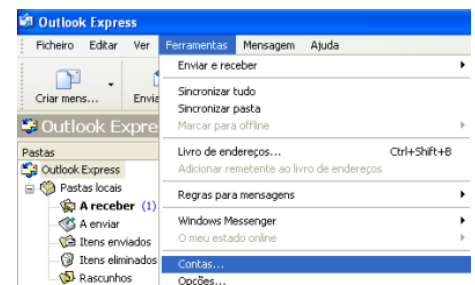 Outlook Express
Ficheiro Editar Ver Ferramentas Mensagem Ajuda
Criar mens... Envia
Outlook Expre
Pastas
Outlook Express
Pastas locais
A receber (1)
A enviar
Itens enviados
Itens eliminados
Rascunhos
Enviar e receber
Sincronizar tudo
Sincronizar pasta
Marcar para offline
Livro de endereços... Ctrl+Shift+B
Adicionar remetente ao livro de endereços
Regras para mensagens
Windows Messenger
O meu estado online
Contas...
Opções...